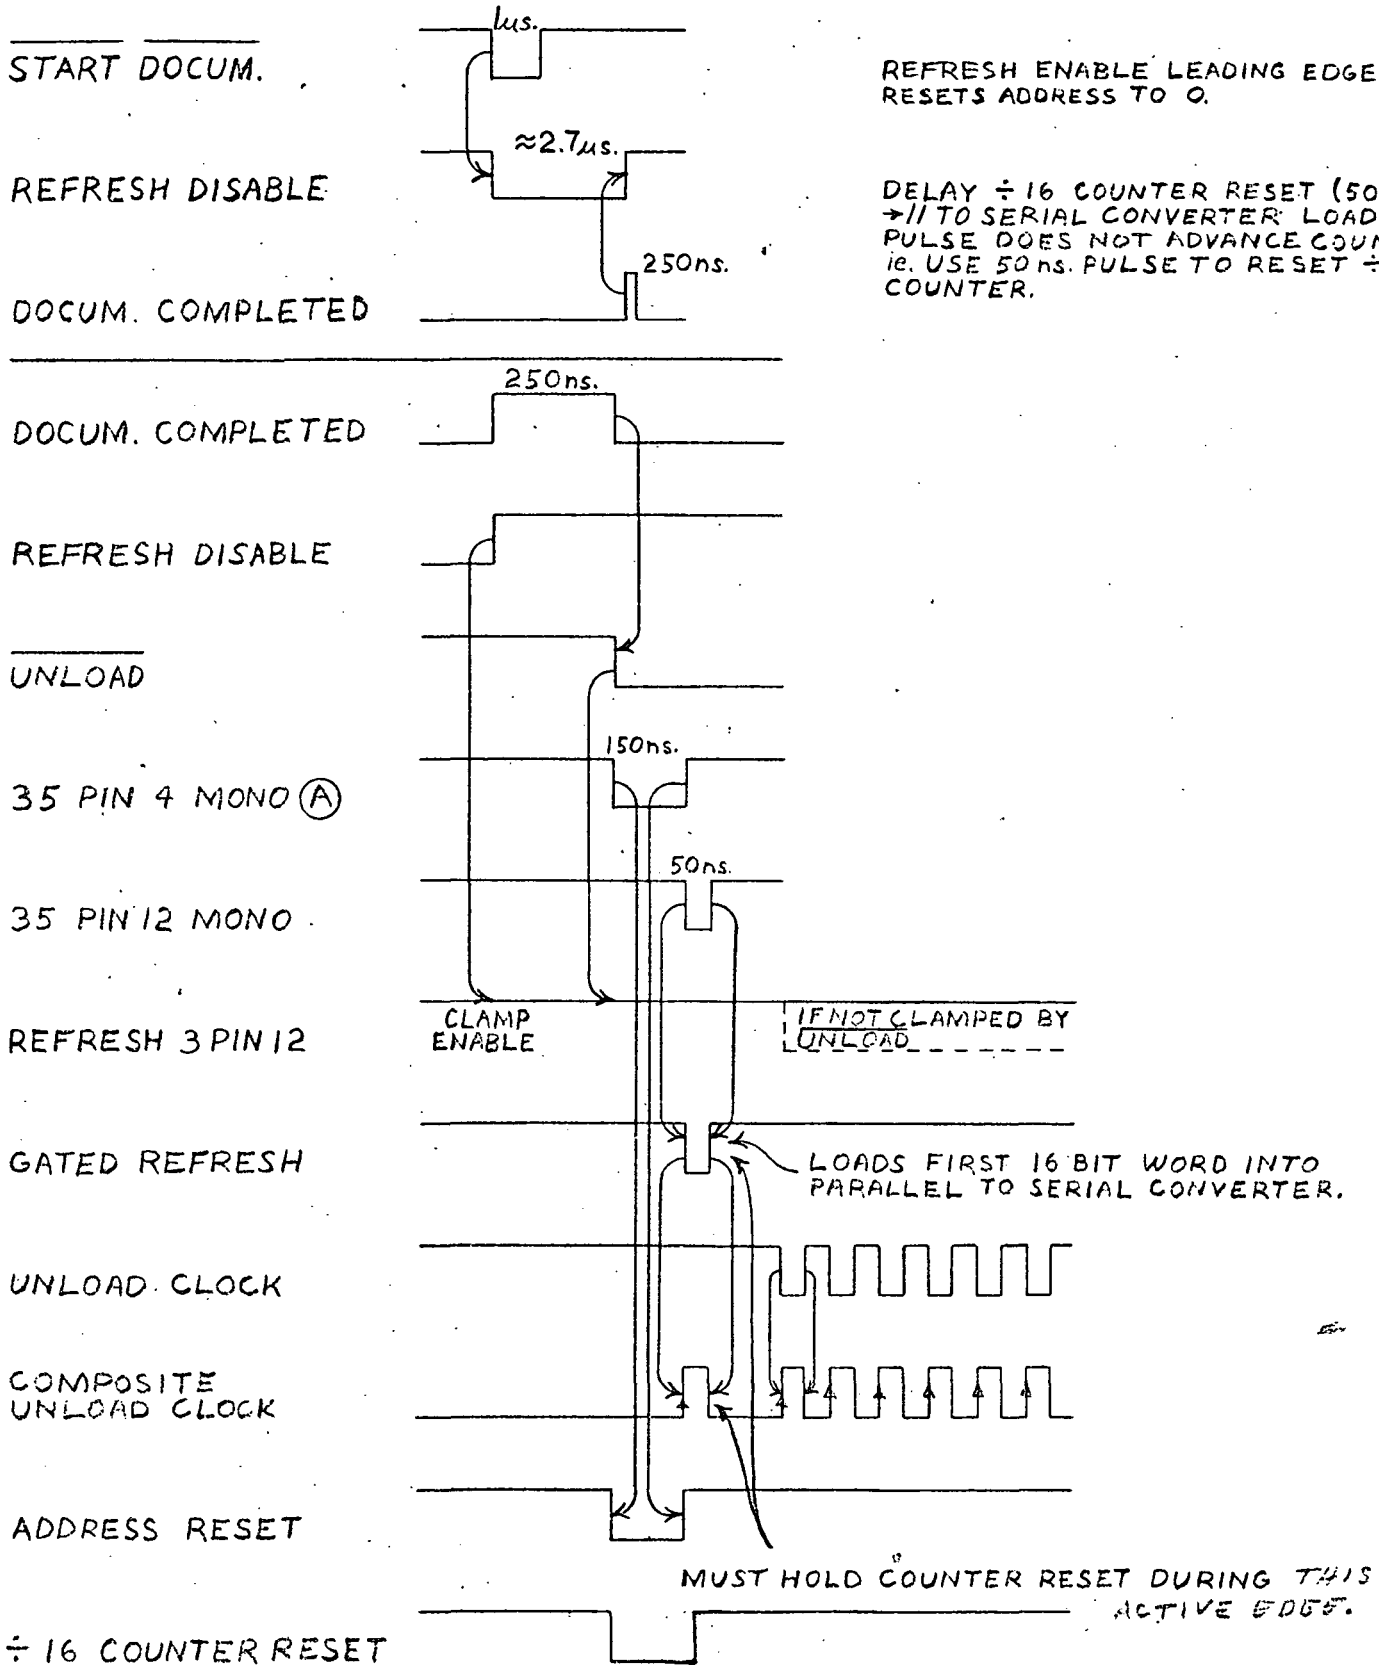 1µs.
START DOCUM.
REFRESH ENABLE LEADING EDGE
RESETS ADDRESS TO 0.
≈2.7µs.
REFRESH DISABLE
DELAY ÷ 16 COUNTER RESET (50
→// TO SERIAL CONVERTER LOAD
PULSE DOES NOT ADVANCE COUN
ie. USE 50 ns. PULSE TO RESET ÷
COUNTER.
250ns.
DOCUM. COMPLETED
250ns.
DOCUM. COMPLETED
REFRESH DISABLE
UNLOAD
150ns.
35 PIN 4 MONO Ⓐ
50ns.
35 PIN 12 MONO
REFRESH 3 PIN 12
CLAMP
ENABLE
IF NOT CLAMPED BY
UNLOAD
GATED REFRESH
LOADS FIRST 16 BIT WORD INTO
PARALLEL TO SERIAL CONVERTER.
UNLOAD CLOCK
COMPOSITE
UNLOAD CLOCK
ADDRESS RESET
MUST HOLD COUNTER RESET DURING THIS
ACTIVE EDGE.
÷ 16 COUNTER RESET